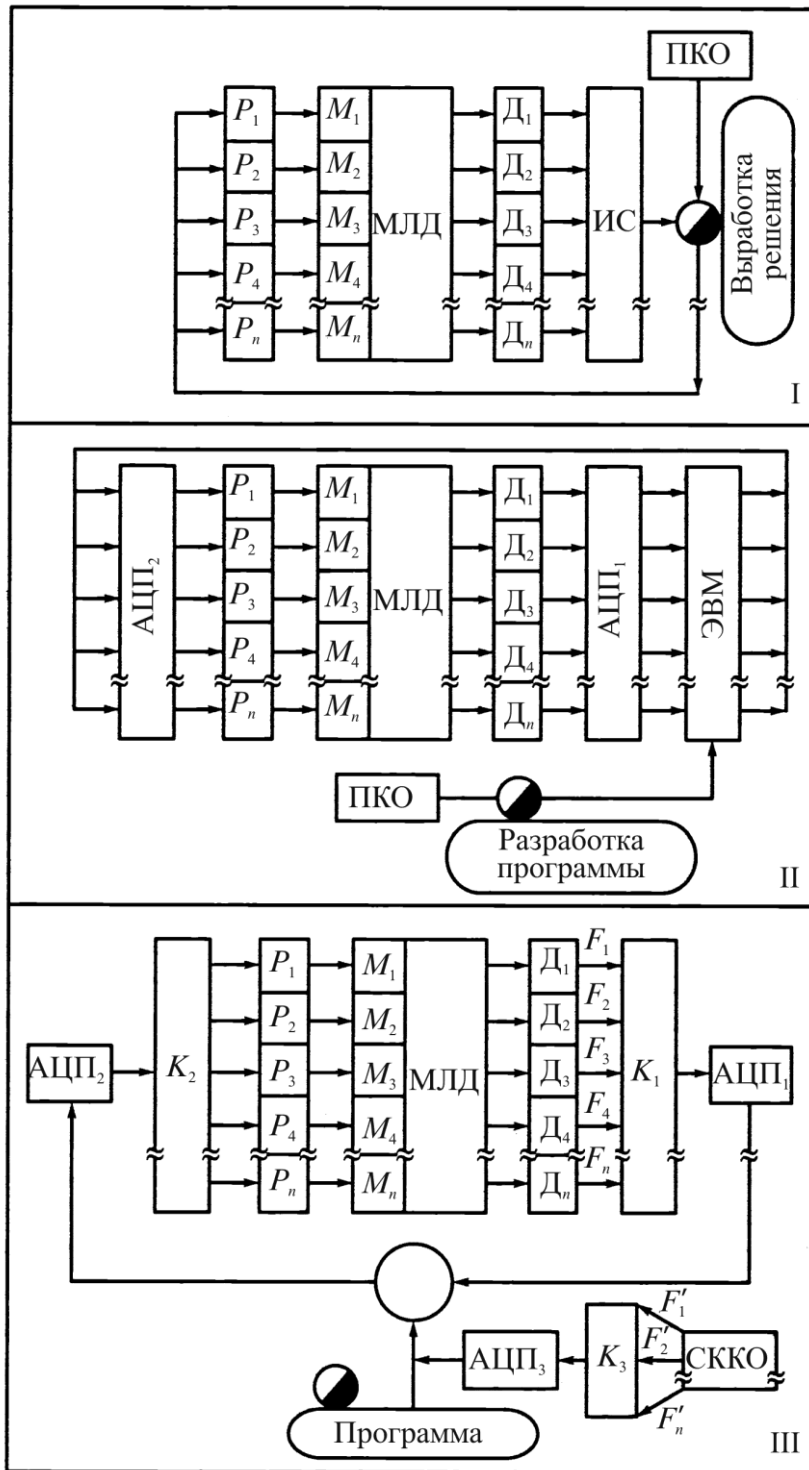 ПКО
P₁ M₁ Д₁
P₂ M₂ Д₂
P₃ M₃ МЛД Д₃ ИС
P₄ M₄ Д₄
Pₙ Mₙ Дₙ
Выработка
решения
I
P₁ M₁ Д₁
P₂ M₂ Д₂
АЦП₂ P₃ M₃ МЛД Д₃ АЦП₁ ЭВМ
P₄ M₄ Д₄
Pₙ Mₙ Дₙ
ПКО
Разработка
программы
II
P₁ M₁ Д₁ F₁
P₂ M₂ Д₂ F₂
АЦП₂ K₂ P₃ M₃ МЛД Д₃ F₃ K₁ АЦП₁
P₄ M₄ Д₄ F₄
Pₙ Mₙ Дₙ Fₙ
F′₁
АЦП₃ K₃ F′₂ СККО
F′ₙ
Программа
III